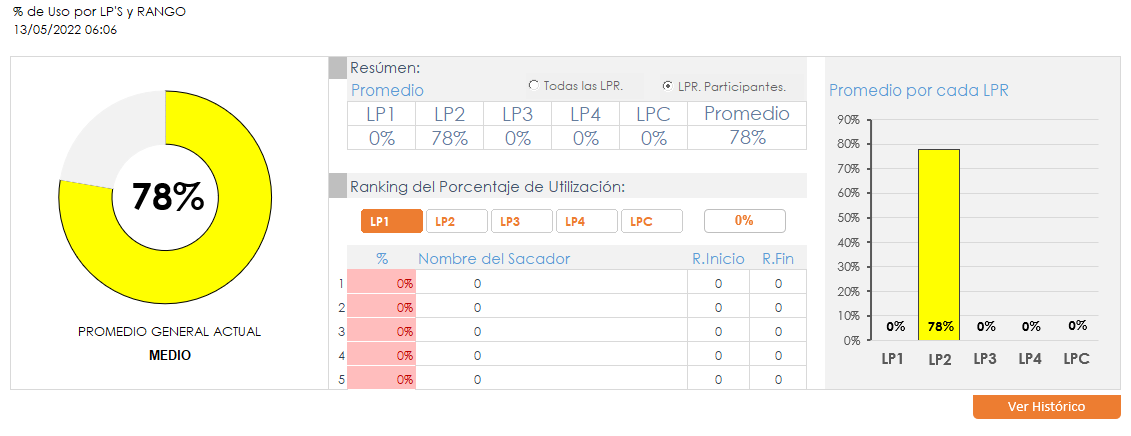 % de Uso por LP'S y RANGO
13/05/2022 06:06
78%
PROMEDIO GENERAL ACTUAL
MEDIO
Resúmen:
Promedio
Todas las LPR.
LPR. Participantes.
LP1 LP2 LP3 LP4 LPC Promedio
0% 78% 0% 0% 0% 78%
Ranking del Porcentaje de Utilización:
LP1 LP2 LP3 LP4 LPC 0%
% Nombre del Sacador R.Inicio R.Fin
1 0% 0 0 0
2 0% 0 0 0
3 0% 0 0 0
4 0% 0 0 0
5 0% 0 0 0
Promedio por cada LPR
90%
80%
70%
60%
50%
40%
30%
20%
10%
0%
0% 78% 0% 0% 0%
LP1 LP2 LP3 LP4 LPC
Ver Histórico